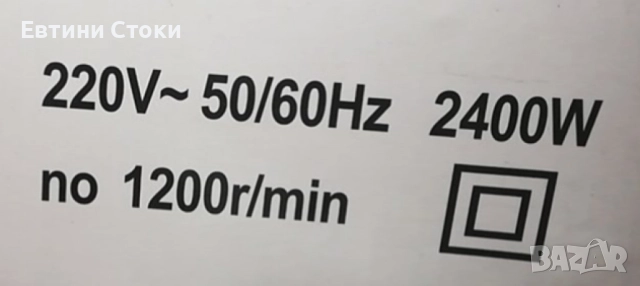 Евтини Стоки
220V~ 50/60Hz 2400W
no 1200r/min
BAZAR